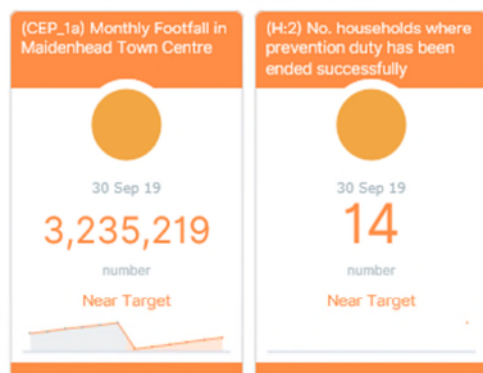 (CEP_1a) Monthly Footfall in
Maidenhead Town Centre
30 Sep 19
3,235,219
number
Near Target
(H:2) No. households where
prevention duty has been
ended successfully
30 Sep 19
14
number
Near Target